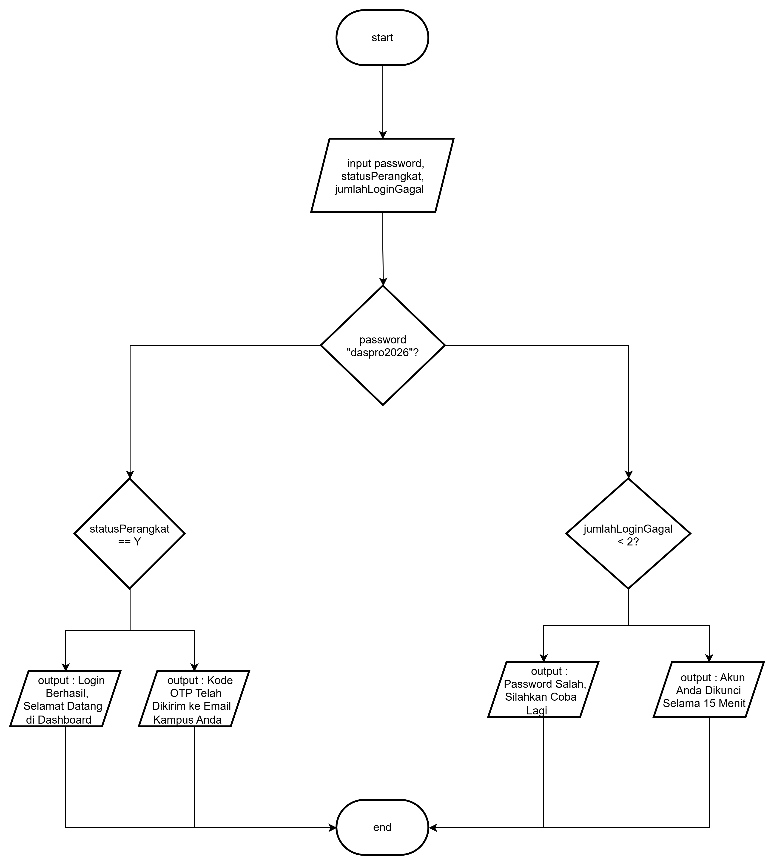 start
input password,
statusPerangkat,
jumlahLoginGagal
password
"daspro2026"?
statusPerangkat
== Y
jumlahLoginGagal
< 2?
output : Login
Berhasil,
Selamat Datang
di Dashboard
output : Kode
OTP Telah
Dikirim ke Email
Kampus Anda
output :
Password Salah,
Silahkan Coba
Lagi
output : Akun
Anda Dikunci
Selama 15 Menit
end